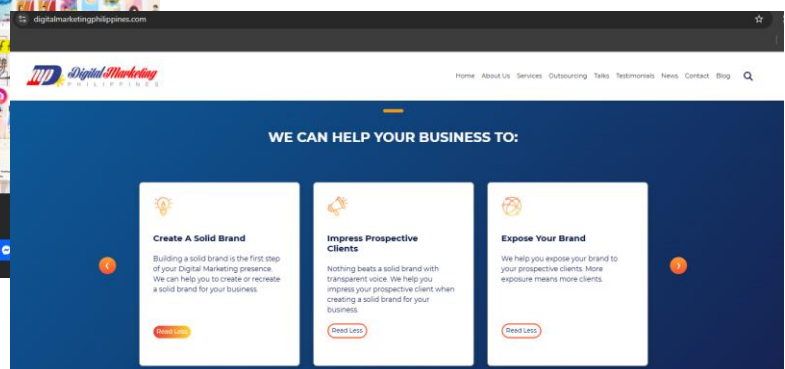 digitalmarketingphilippines.com
Digital Marketing
PHILIPPINES
Home About Us Services Outsourcing Talks Testimonials News Contact Blog
WE CAN HELP YOUR BUSINESS TO:
Create A Solid Brand
Building a solid brand is the first step
of your Digital Marketing presence.
We can help you to create or recreate
a solid brand for your business.
Read Less
Impress Prospective
Clients
Nothing beats a solid brand with
transparent voice. We help you
impress your prospective client when
creating a solid brand for your
business.
Read Less
Expose Your Brand
We help you expose your brand to
your prospective clients. More
exposure means more clients.
Read Less